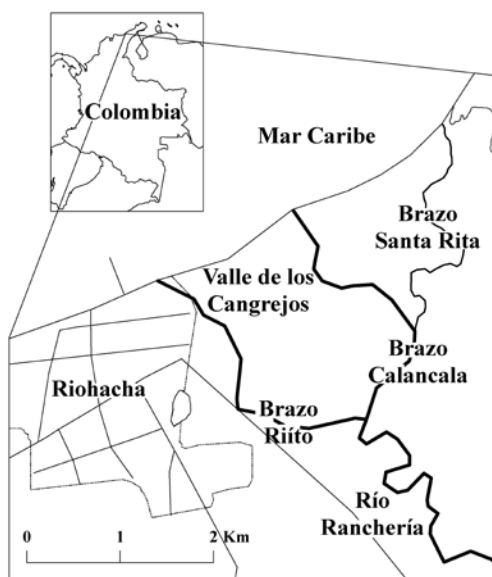 Colombia
Mar Caribe
Brazo
Santa Rita
Valle de los
Cangrejos
Brazo
Calancala
Riohacha
Brazo
Riíto
Río
Ranchería
0 1 2 Km